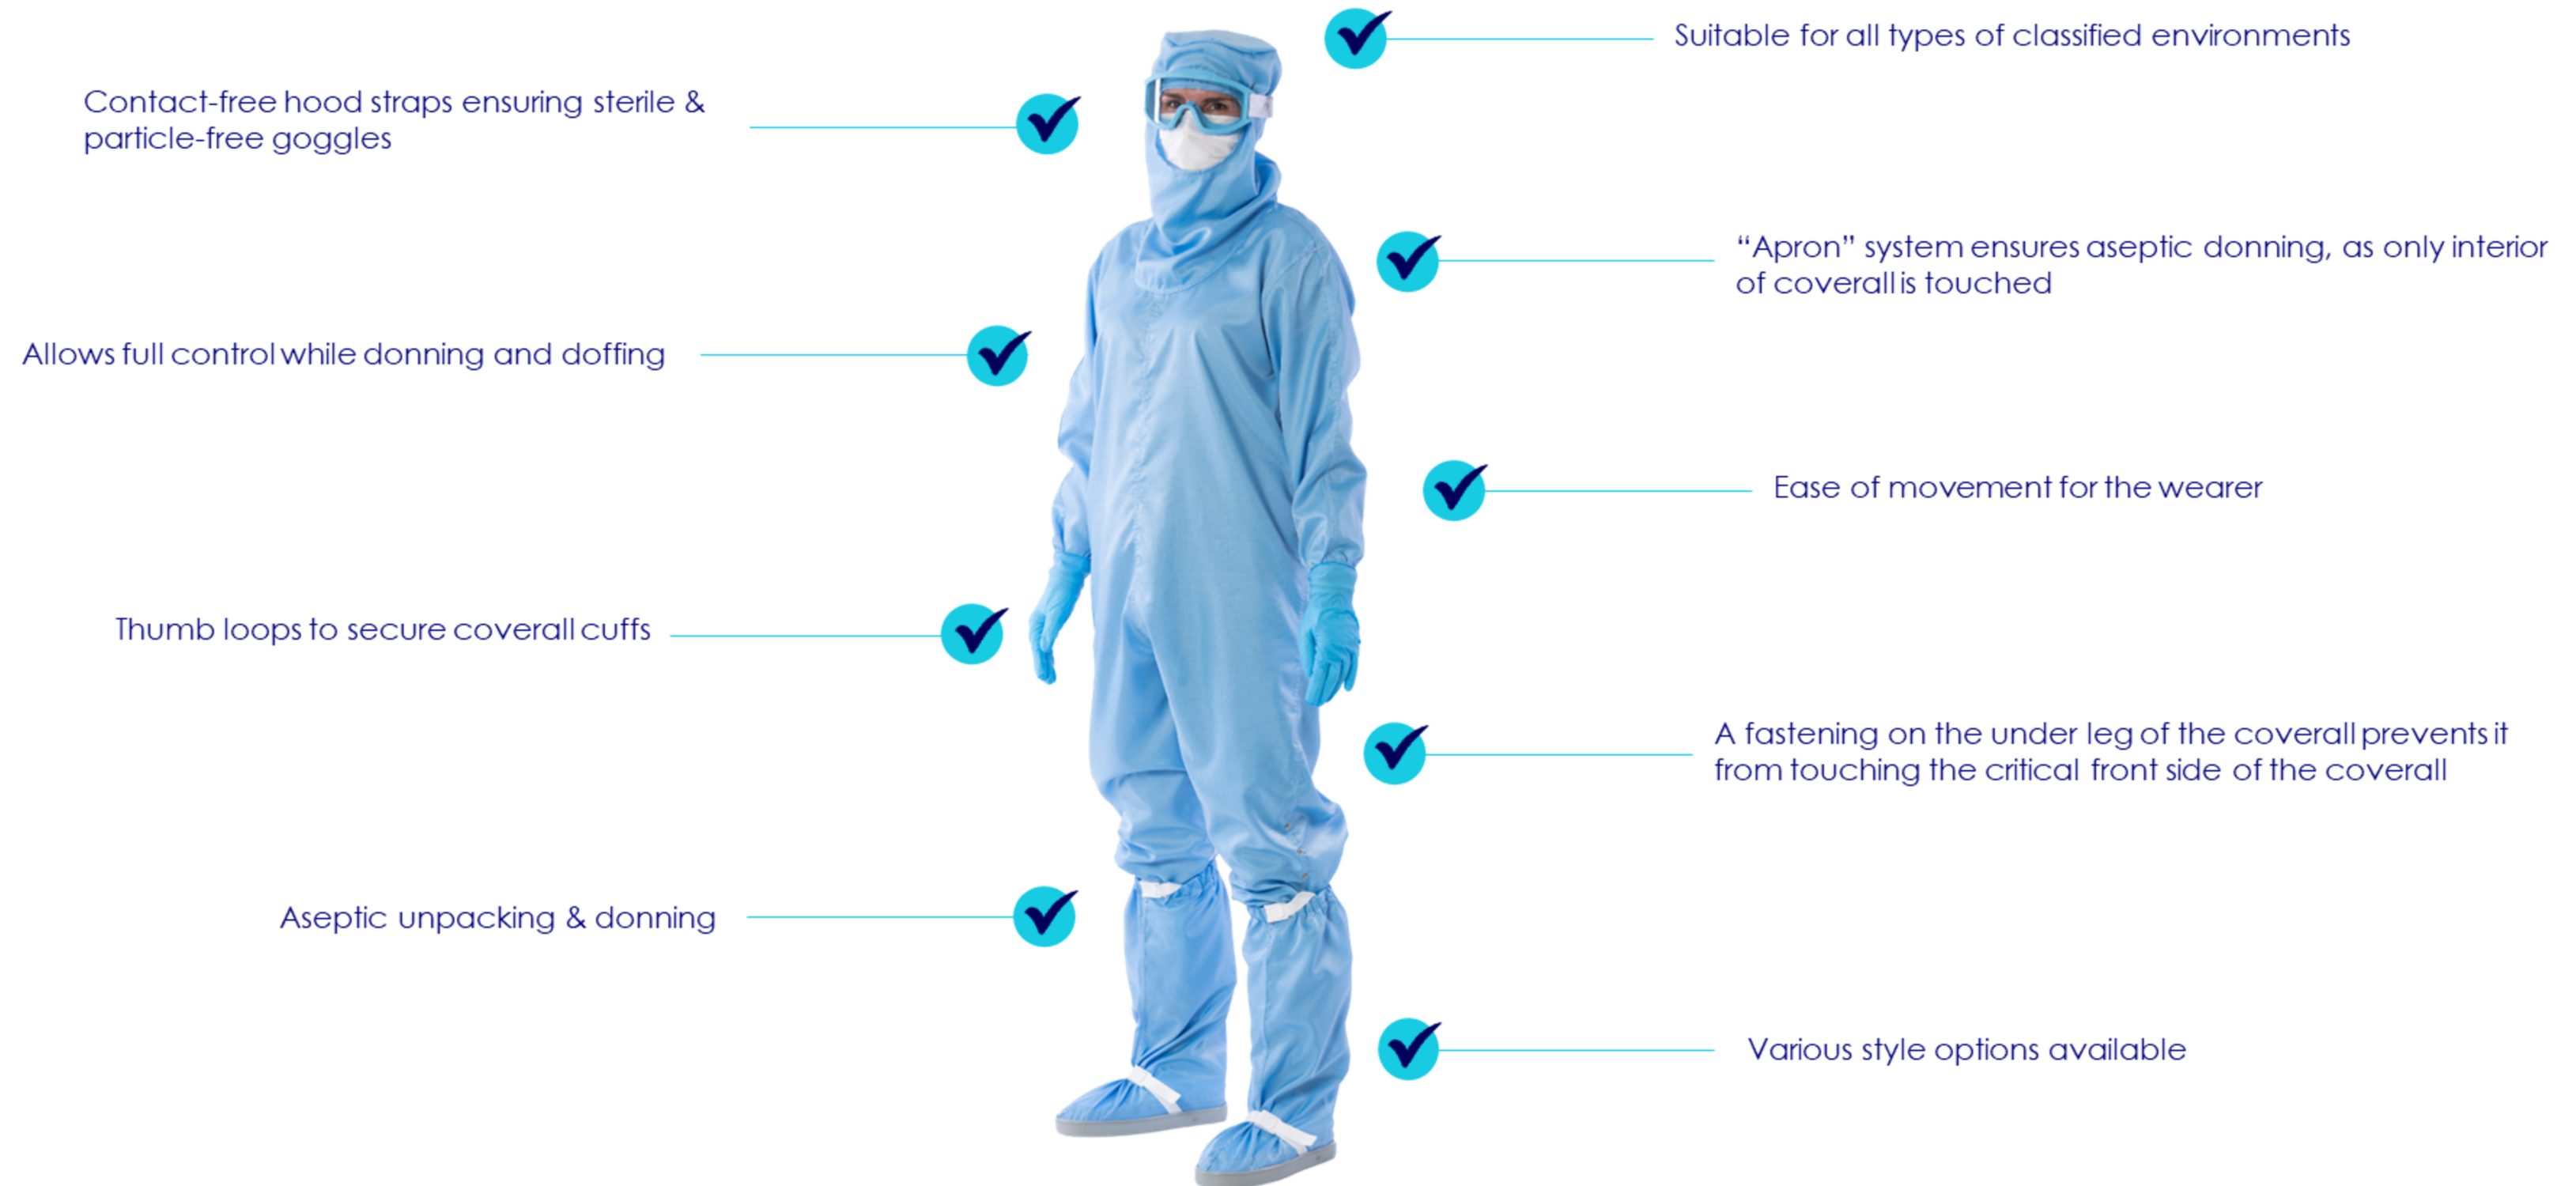 Suitable for all types of classified environments
Contact-free hood straps ensuring sterile &
particle-free goggles
“Apron” system ensures aseptic donning, as only interior
of coverall is touched
Allows full control while donning and doffing
Ease of movement for the wearer
Thumb loops to secure coverall cuffs
A fastening on the under leg of the coverall prevents it
from touching the critical front side of the coverall
Aseptic unpacking & donning
Various style options available